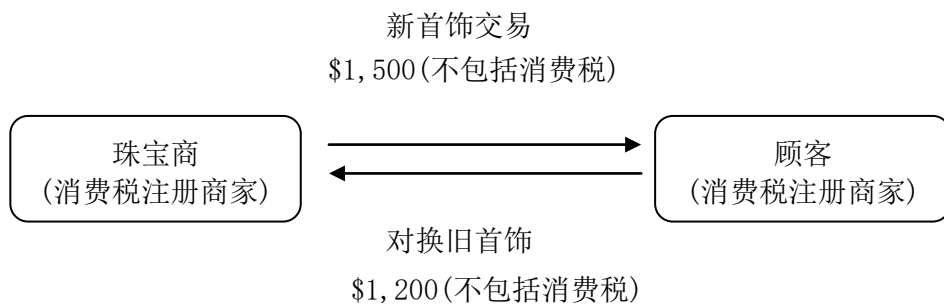 新首饰交易
$1,500(不包括消费税)
珠宝商
(消费税注册商家)
顾客
(消费税注册商家)
对换旧首饰
$1,200(不包括消费税)